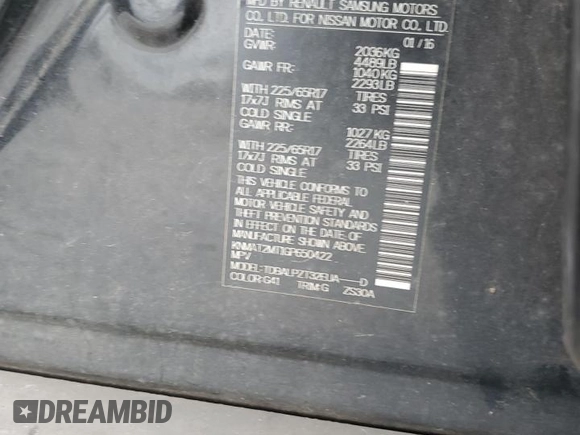 MFD BY RENAULT SAMSUNG MOTORS
CO., LTD. FOR NISSAN MOTOR CO., LTD.
DATE: 01/16
GVWR: 2036KG
4489LB
GAWR FR: 1040KG
2293LB
WITH 225/65R17 TIRES
17x7J RIMS AT 33 PSI
COLD SINGLE
GAWR RR: 1027KG
2264LB
WITH 225/65R17 TIRES
17x7J RIMS AT 33 PSI
COLD SINGLE
THIS VEHICLE CONFORMS TO
ALL APPLICABLE FEDERAL
MOTOR VEHICLE SAFETY AND
THEFT PREVENTION STANDARDS
IN EFFECT ON THE DATE OF
MANUFACTURE SHOWN ABOVE.
KNMAT2MT1GP650422
MPV
MODEL: TDBALPZT32EUA----D
COLOR: G41 TRIM: G ZS30A
DREAMBID